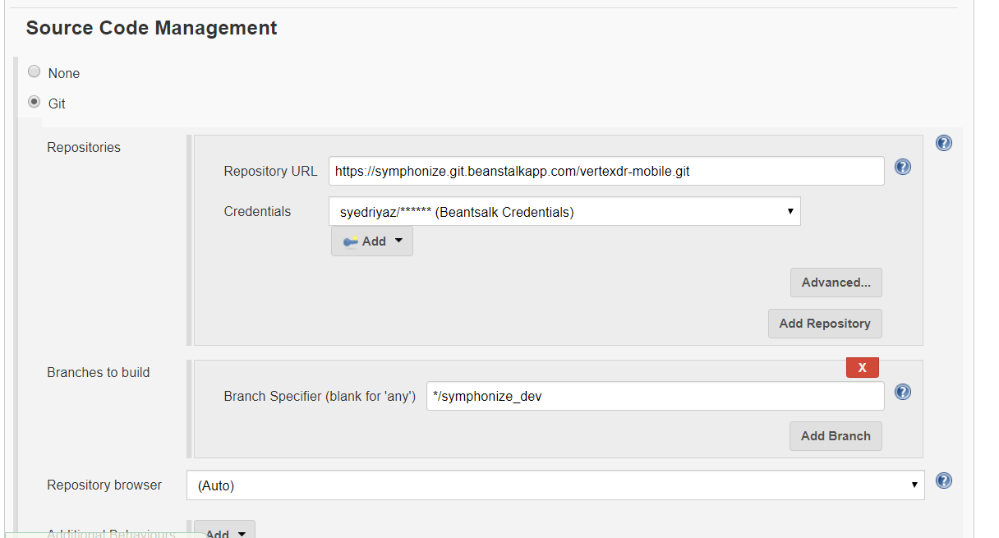 Source Code Management
None
Git
Repositories
Repository URL https://symphonize.git.beanstalkapp.com/vertexdr-mobile.git
Credentials syedriyaz/****** (Beantsalk Credentials)
Add
Advanced...
Add Repository
Branches to build
X
Branch Specifier (blank for 'any') */symphonize_dev
Add Branch
Repository browser (Auto)
Additional Behaviours Add